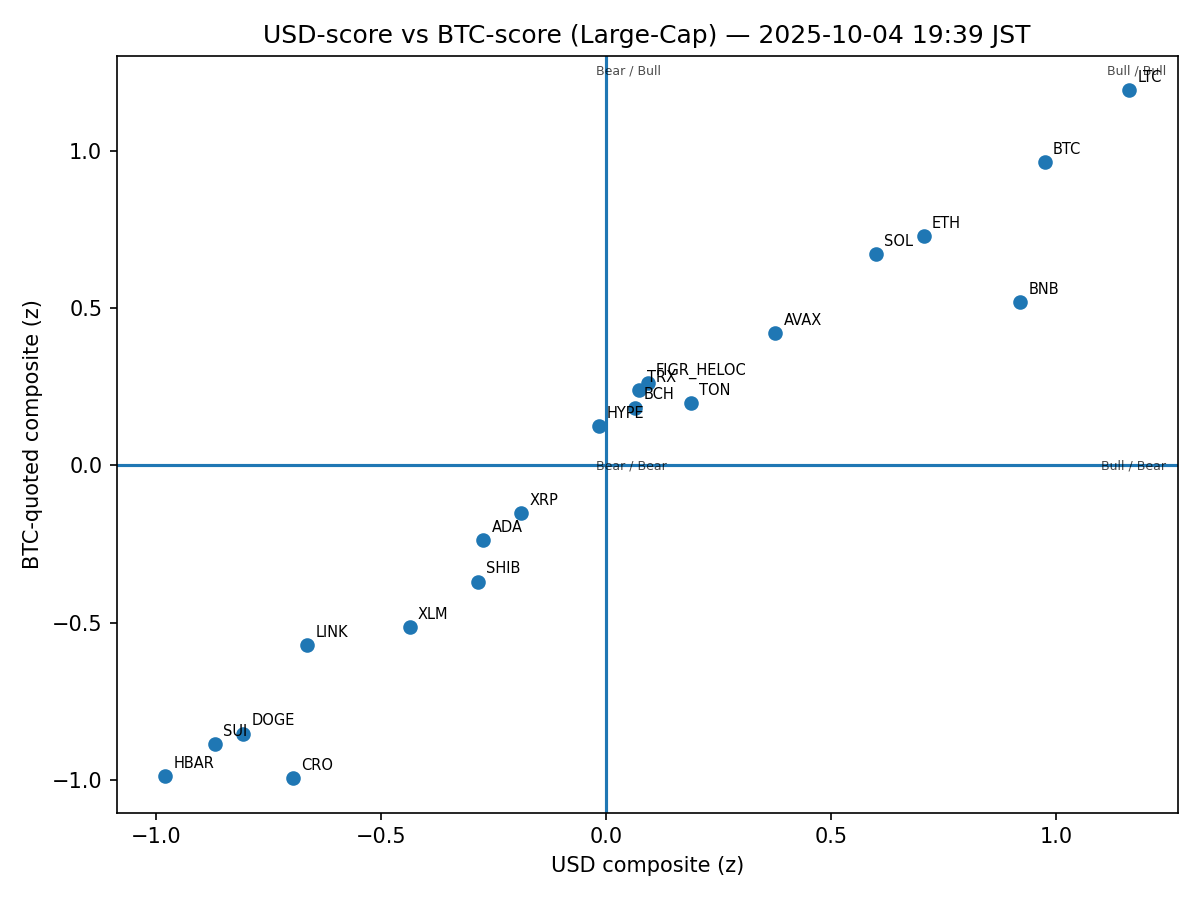 USD-score vs BTC-score (Large-Cap) — 2025-10-04 19:39 JST
Bear / Bull
Bull / Bull
LTC
BTC
ETH
SOL
BNB
AVAX
FIGR_HELOC
TRX
TON
BCH
HYPE
Bear / Bear
Bull / Bear
XRP
ADA
SHIB
XLM
LINK
DOGE
SUI
HBAR
CRO
1.0
0.5
0.0
−0.5
−1.0
BTC-quoted composite (z)
−1.0
−0.5
0.0
0.5
1.0
USD composite (z)